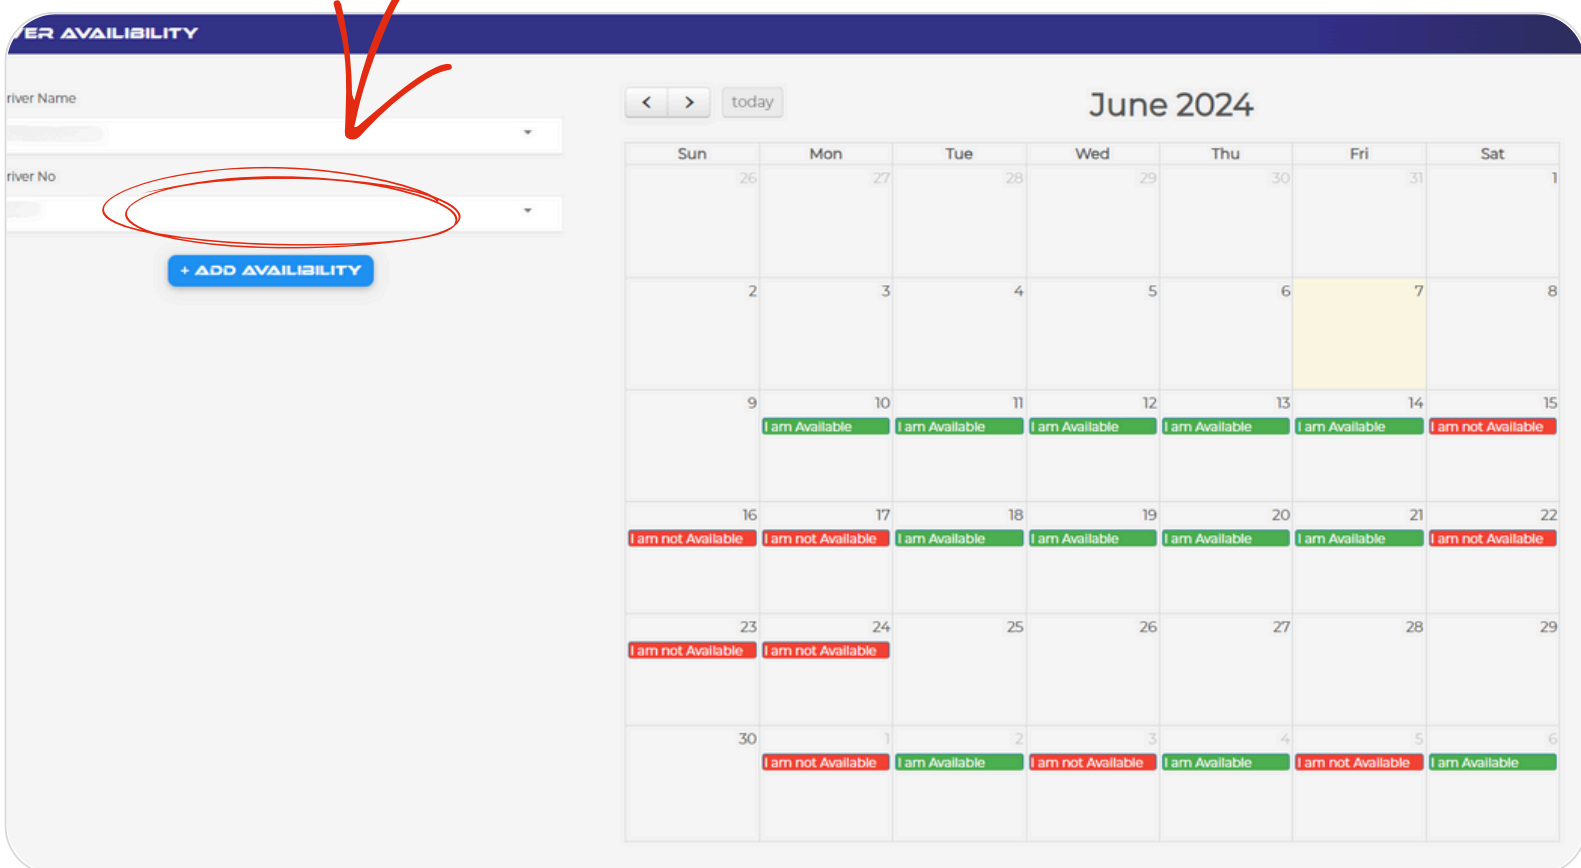 VER AVAILIBILITY
river Name
river No
+ ADD AVAILIBILITY
< > today
June 2024
Sun Mon Tue Wed Thu Fri Sat
26 27 28 29 30 31 1
2 3 4 5 6 7 8
9 10 11 12 13 14 15
I am Available I am Available I am Available I am Available I am Available I am not Available
16 17 18 19 20 21 22
I am not Available I am not Available I am Available I am Available I am Available I am Available I am not Available
23 24 25 26 27 28 29
I am not Available I am not Available
30 1 2 3 4 5 6
I am not Available I am Available I am not Available I am Available I am not Available I am Available